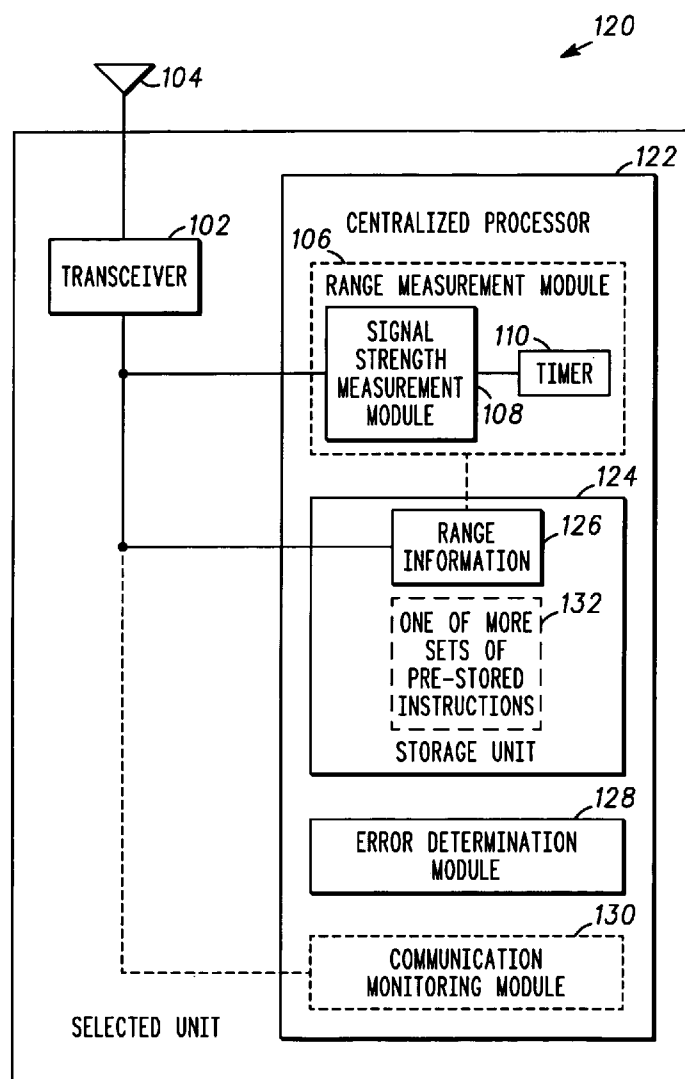 120
104
122
CENTRALIZED PROCESSOR
102
TRANSCEIVER
106
RANGE MEASUREMENT MODULE
SIGNAL
STRENGTH
MEASUREMENT
MODULE
108
110
TIMER
124
RANGE
INFORMATION
126
ONE OF MORE
SETS OF
PRE-STORED
INSTRUCTIONS
132
STORAGE UNIT
128
ERROR DETERMINATION
MODULE
130
COMMUNICATION
MONITORING MODULE
SELECTED UNIT